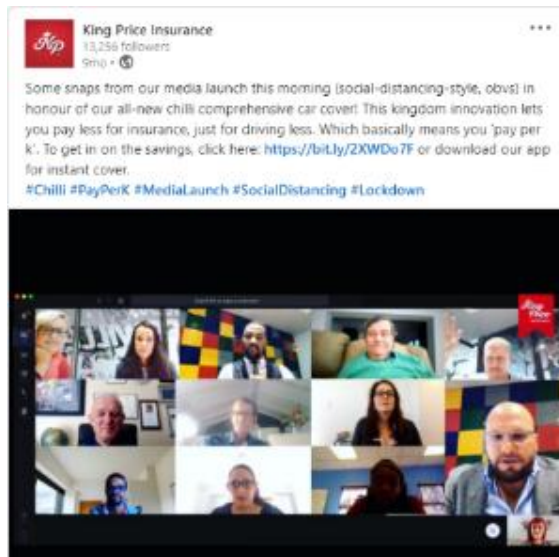 King Price Insurance
13,256 followers
9mo •
Some snaps from our media launch this morning (social-distancing-style, obvs) in
honour of our all-new chilli comprehensive car cover! This kingdom innovation lets
you pay less for insurance, just for driving less. Which basically means you 'pay per
k'. To get in on the savings, click here: https://bit.ly/2XWDo7F or download our app
for instant cover.
#Chilli #PayPerK #MediaLaunch #SocialDistancing #Lockdown
King
Price